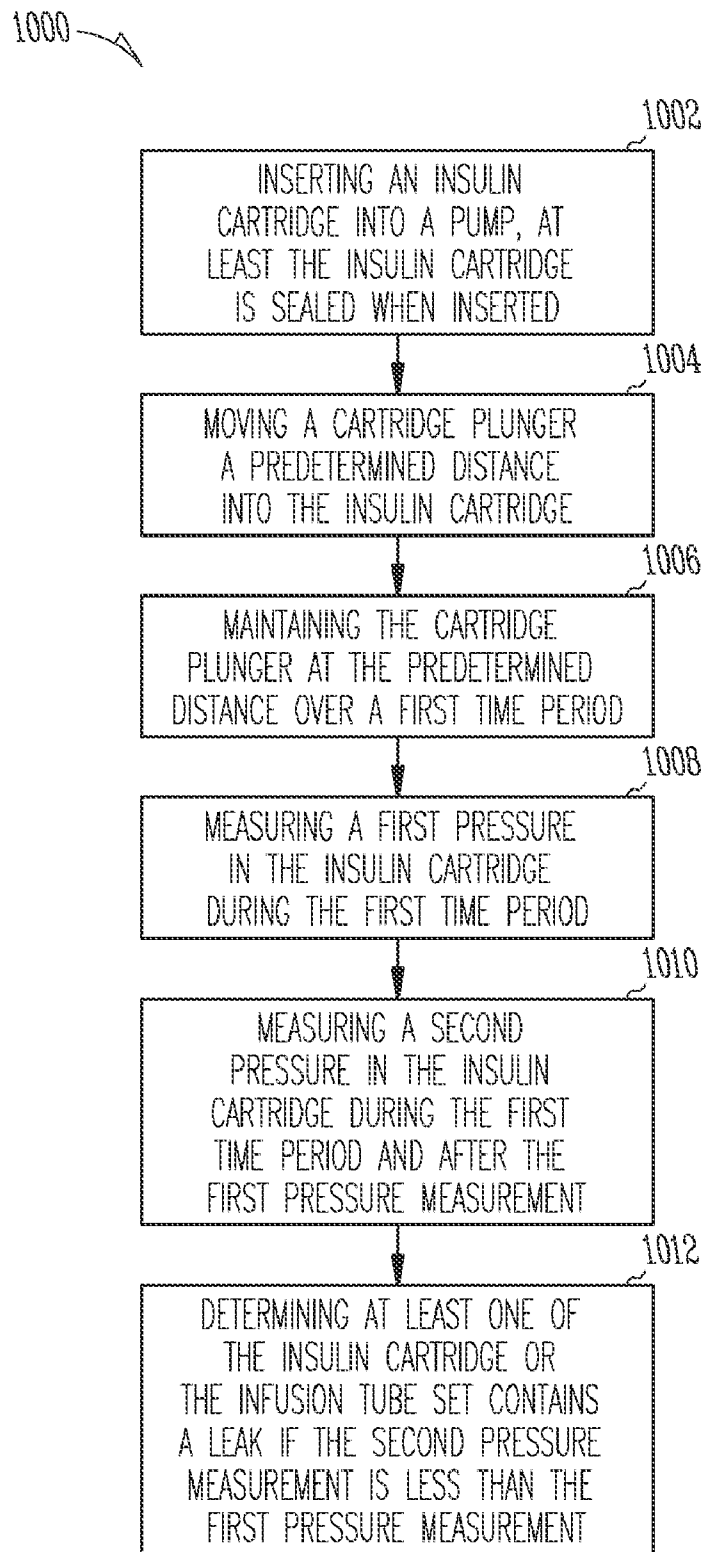 1000
1002
INSERTING AN INSULIN
CARTRIDGE INTO A PUMP, AT
LEAST THE INSULIN CARTRIDGE
IS SEALED WHEN INSERTED
1004
MOVING A CARTRIDGE PLUNGER
A PREDETERMINED DISTANCE
INTO THE INSULIN CARTRIDGE
1006
MAINTAINING THE CARTRIDGE
PLUNGER AT THE PREDETERMINED
DISTANCE OVER A FIRST TIME PERIOD
1008
MEASURING A FIRST PRESSURE
IN THE INSULIN CARTRIDGE
DURING THE FIRST TIME PERIOD
1010
MEASURING A SECOND
PRESSURE IN THE INSULIN
CARTRIDGE DURING THE FIRST
TIME PERIOD AND AFTER THE
FIRST PRESSURE MEASUREMENT
1012
DETERMINING AT LEAST ONE OF
THE INSULIN CARTRIDGE OR
THE INFUSION TUBE SET CONTAINS
A LEAK IF THE SECOND PRESSURE
MEASUREMENT IS LESS THAN THE
FIRST PRESSURE MEASUREMENT